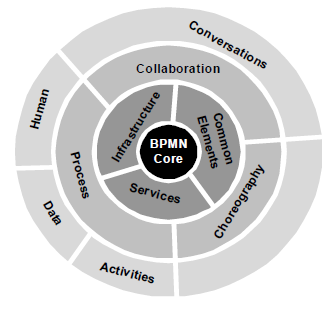 Conversations
Collaboration
Human
Infrastructure
Common
Elements
BPMN
Core
Process
Services
Choreography
Data
Activities